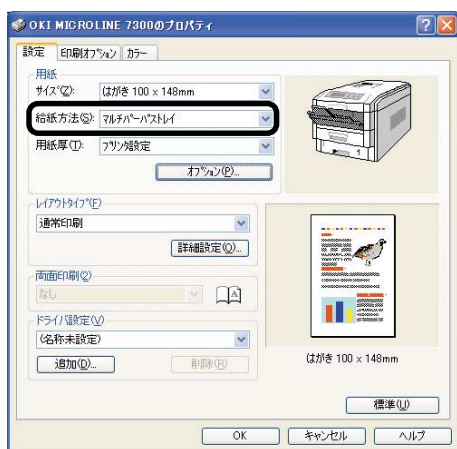 OKI MICROLINE 7300のプロパティ
設定 印刷オプション カラー
用紙
サイズ(Z): はがき 100 x 148mm
給紙方法(S): マルチパーパストレイ
用紙厚(T): プリンタ設定
オプション(P)...
レイアウトタイプ(F)
通常印刷
詳細設定(O)...
両面印刷(2)
なし
A
ドライバ設定(V)
(名称未設定)
追加(D)... 削除(R)
はがき 100 x 148mm
標準(U)
OK キャンセル ヘルプ